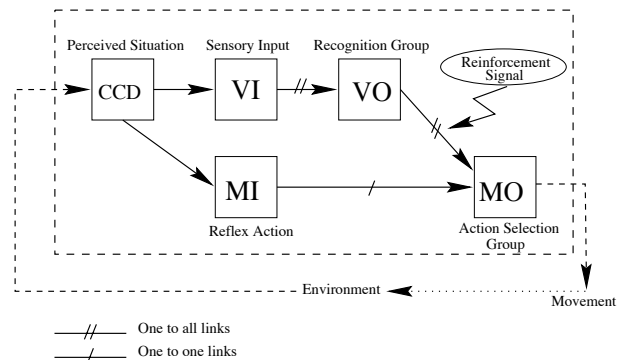 Perceived Situation
Sensory Input
Recognition Group
Reinforcement
Signal
CCD
VI
VO
MI
MO
Reflex Action
Action Selection
Group
Environment
Movement
One to all links
One to one links